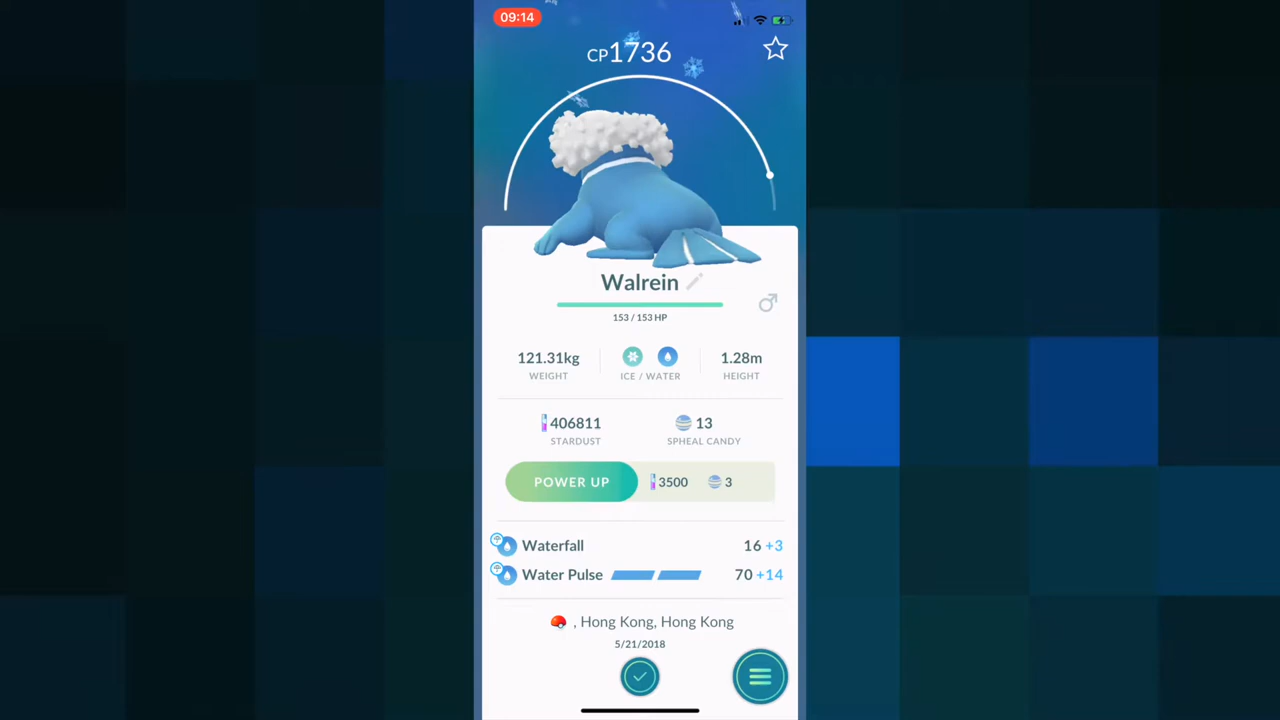 09:14
CP1736
Walrein
153 / 153 HP
121.31kg
WEIGHT
ICE / WATER
1.28m
HEIGHT
406811
STARDUST
13
SPHEAL CANDY
POWER UP 3500 3
Waterfall 16 +3
Water Pulse 70 +14
, Hong Kong, Hong Kong
5/21/2018